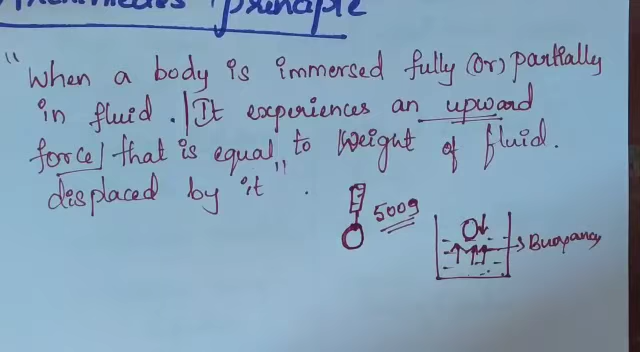 Archimedes' principle
"When a body is immersed fully (or) partially
in fluid. It experiences an upward
force that is equal to weight of fluid.
displaced by it".
500g
Buoyancy